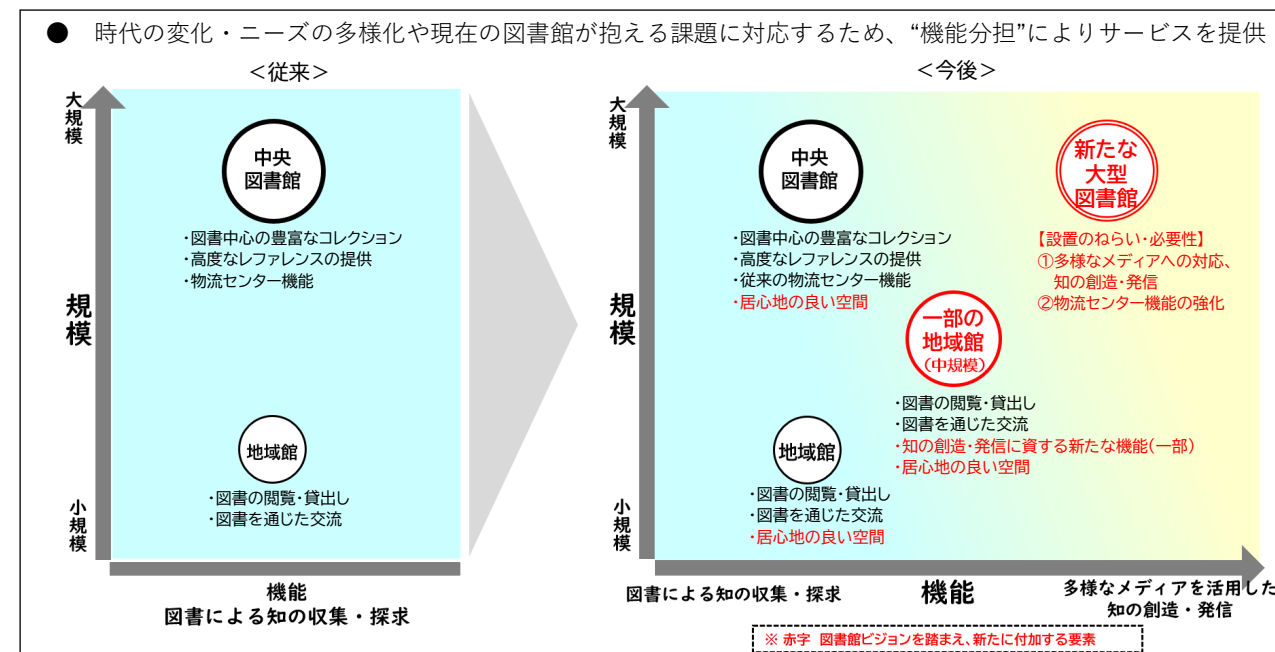 ● 時代の変化・ニーズの多様化や現在の図書館が抱える課題に対応するため、“機能分担”によりサービスを提供
＜従来＞
大規模
中央
図書館
・図書中心の豊富なコレクション
・高度なレファレンスの提供
・物流センター機能
規模
地域館
・図書の閲覧・貸出し
・図書を通じた交流
小規模
機能
図書による知の収集・探求
＜今後＞
大規模
中央
図書館
・図書中心の豊富なコレクション
・高度なレファレンスの提供
・従来の物流センター機能
・居心地の良い空間
新たな
大型
図書館
【設置のねらい・必要性】
①多様なメディアへの対応、
知の創造・発信
②物流センター機能の強化
規模
一部の
地域館
(中規模)
・図書の閲覧・貸出し
・図書を通じた交流
・知の創造・発信に資する新たな機能(一部)
・居心地の良い空間
地域館
・図書の閲覧・貸出し
・図書を通じた交流
・居心地の良い空間
小規模
図書による知の収集・探求
機能
多様なメディアを活用した
知の創造・発信
※ 赤字 図書館ビジョンを踏まえ、新たに付加する要素